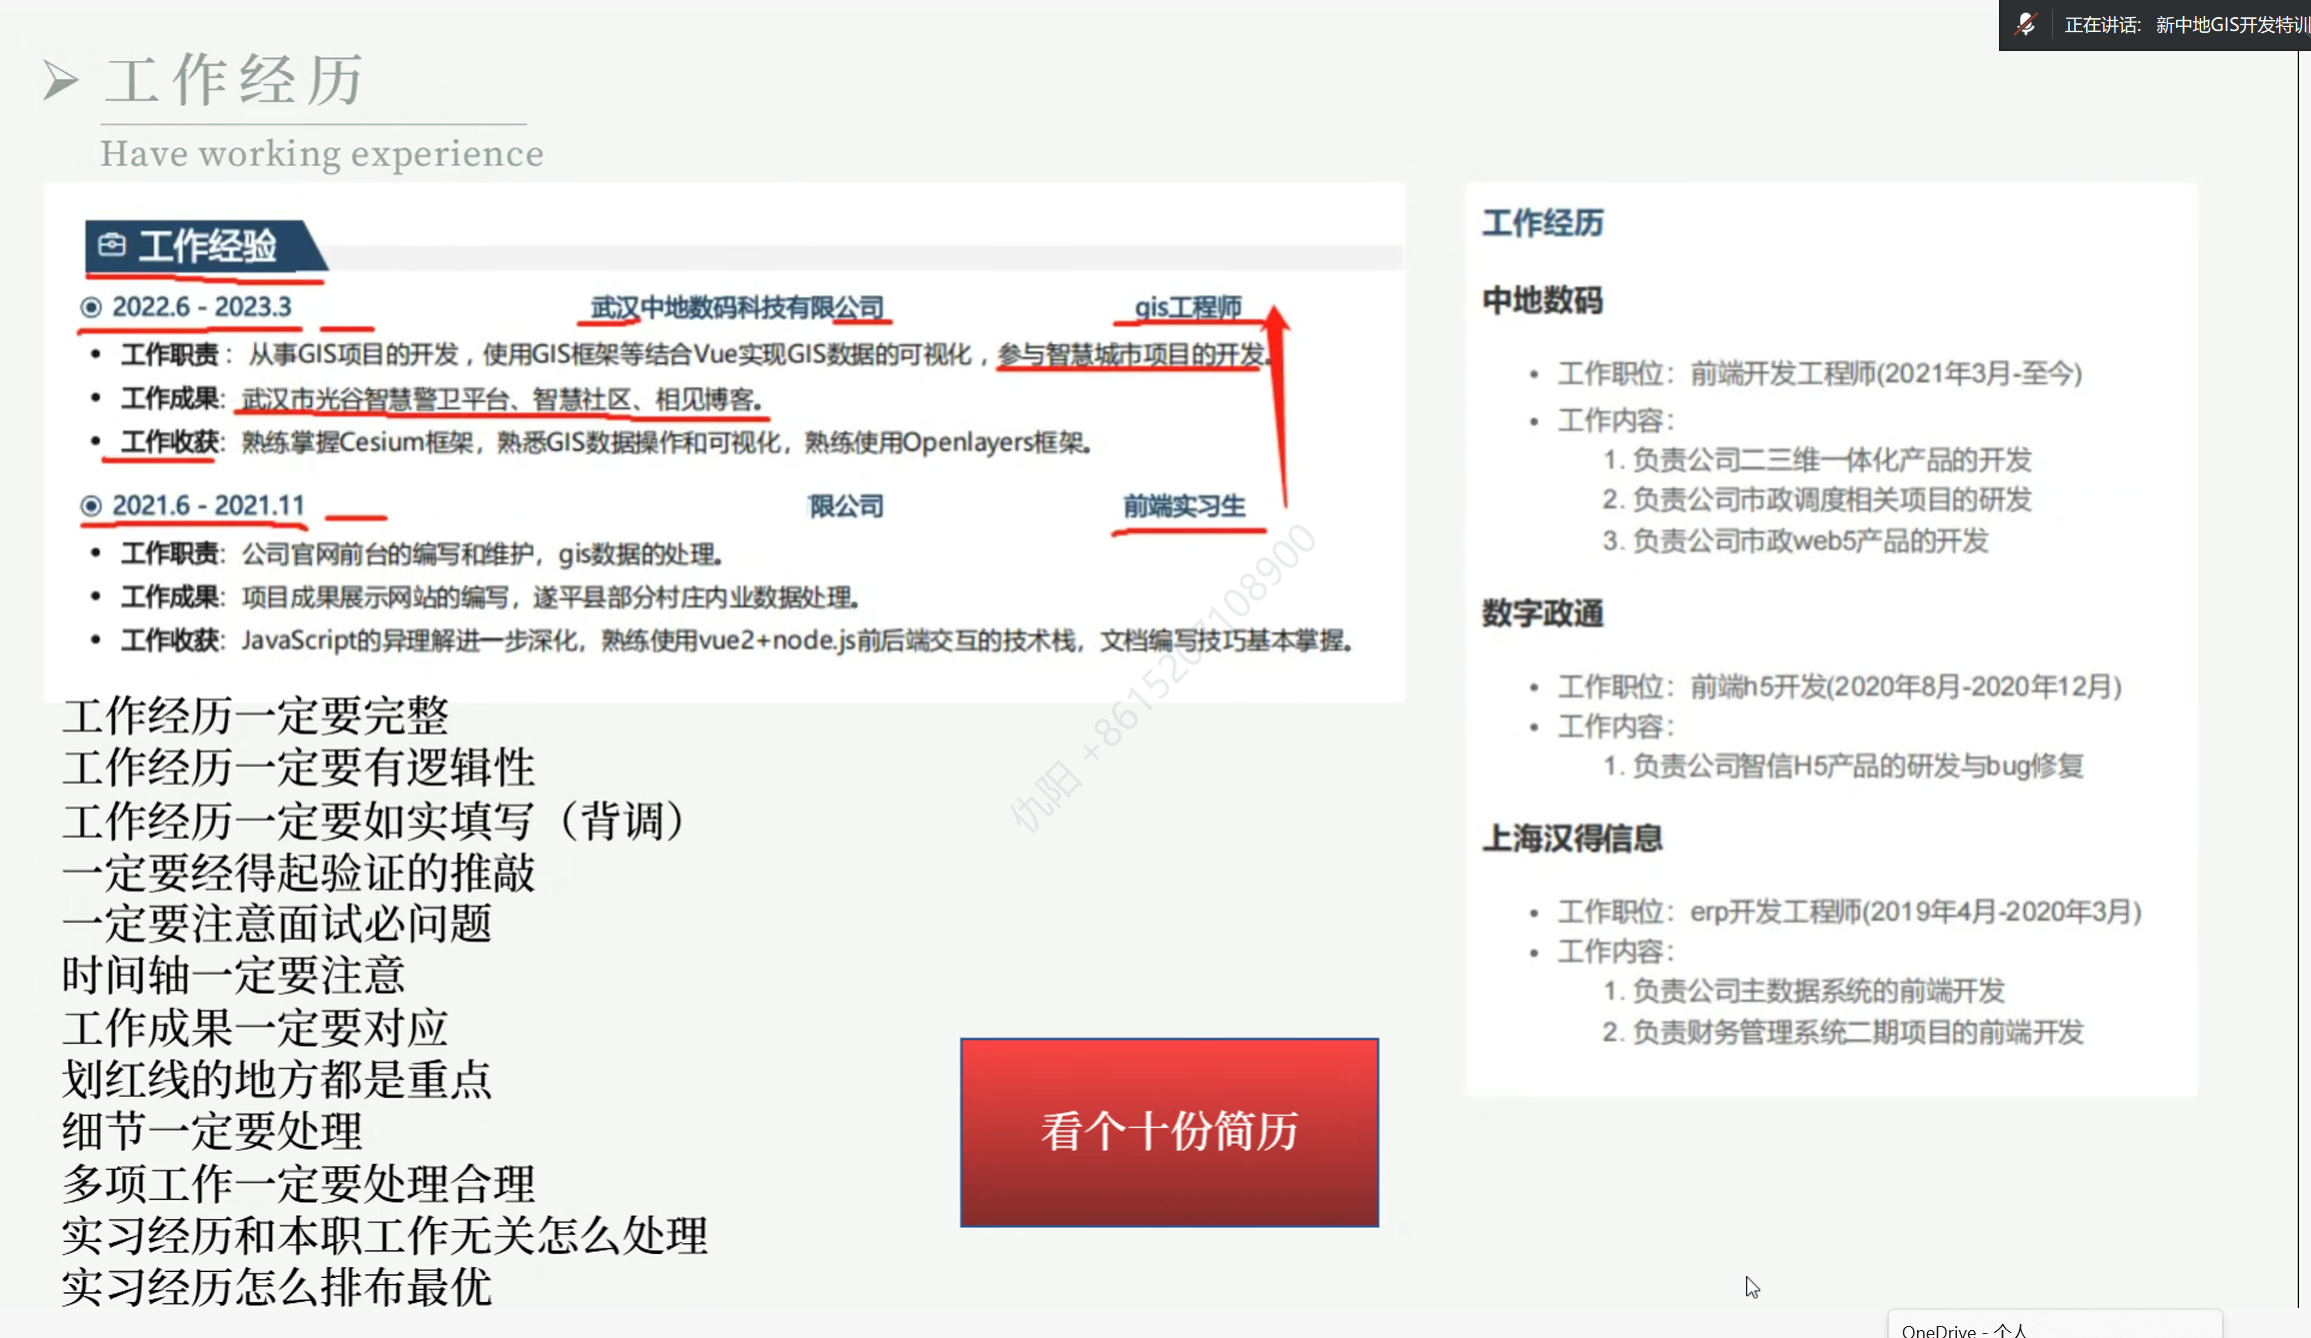 正在讲话: 新中地GIS开发特训
工作经历
Have working experience
工作经验
2022.6 - 2023.3 武汉中地数码科技有限公司 gis工程师
工作职责：从事GIS项目的开发，使用GIS框架等结合Vue实现GIS数据的可视化，参与智慧城市项目的开发。
工作成果：武汉市光谷智慧警卫平台、智慧社区、相见博客。
工作收获：熟练掌握Cesium框架，熟悉GIS数据操作和可视化，熟练使用Openlayers框架。
2021.6 - 2021.11 限公司 前端实习生
工作职责：公司官网前台的编写和维护，gis数据的处理。
工作成果：项目成果展示网站的编写，遂平县部分村庄内业数据处理。
工作收获：JavaScript的异理解进一步深化，熟练使用vue2+node.js前后端交互的技术栈，文档编写技巧基本掌握。
工作经历一定要完整
工作经历一定要有逻辑性
工作经历一定要如实填写（背调）
一定要经得起验证的推敲
一定要注意面试必问题
时间轴一定要注意
工作成果一定要对应
划红线的地方都是重点
细节一定要处理
多项工作一定要处理合理
实习经历和本职工作无关怎么处理
实习经历怎么排布最优
看个十份简历
工作经历
中地数码
工作职位：前端开发工程师(2021年3月-至今)
工作内容：
1. 负责公司二三维一体化产品的开发
2. 负责公司市政调度相关项目的研发
3. 负责公司市政web5产品的开发
数字政通
工作职位：前端h5开发(2020年8月-2020年12月)
工作内容：
1. 负责公司智信H5产品的研发与bug修复
上海汉得信息
工作职位：erp开发工程师(2019年4月-2020年3月)
工作内容：
1. 负责公司主数据系统的前端开发
2. 负责财务管理系统二期项目的前端开发
仇阳 +8615207108900
OneDrive - 个人